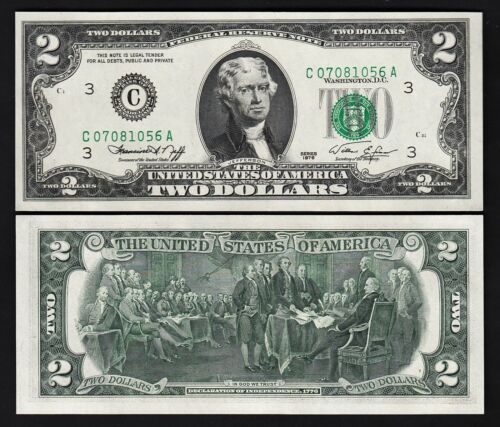 2 TWO DOLLARS TWO DOLLARS 2
FEDERAL RESERVE NOTE
THIS NOTE IS LEGAL TENDER
FOR ALL DEBTS, PUBLIC AND PRIVATE
C 07081056 A
WASHINGTON, D.C.
3 C TWO 3
C 07081056 A
3 3
SERIES
1976
JEFFERSON
THE
UNITED STATES OF AMERICA
2 TWO DOLLARS 2
2 THE UNITED STATES OF AMERICA 2
TWO TWO
IN GOD WE TRUST
2 TWO DOLLARS TWO DOLLARS 2
DECLARATION OF INDEPENDENCE, 1776